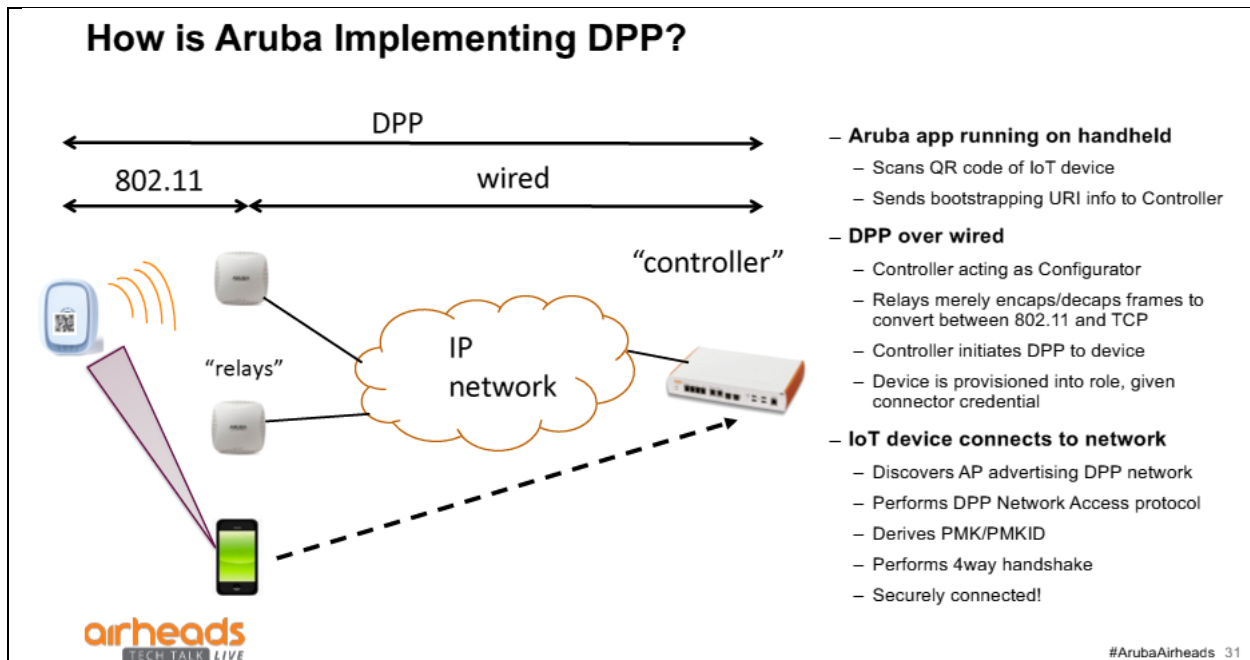 How is Aruba Implementing DPP?
DPP
802.11
wired
"controller"
"relays"
IP
network
– Aruba app running on handheld
– Scans QR code of IoT device
– Sends bootstrapping URI info to Controller
– DPP over wired
– Controller acting as Configurator
– Relays merely encaps/decaps frames to
convert between 802.11 and TCP
– Controller initiates DPP to device
– Device is provisioned into role, given
connector credential
– IoT device connects to network
– Discovers AP advertising DPP network
– Performs DPP Network Access protocol
– Derives PMK/PMKID
– Performs 4way handshake
– Securely connected!
airheads
TECH TALK LIVE
#ArubaAirheads 31